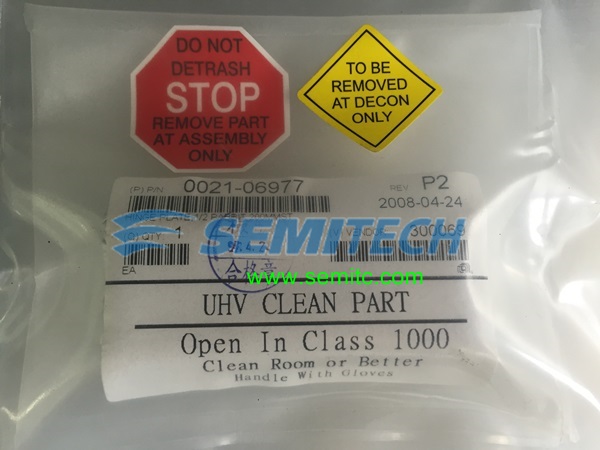 DO NOT
DETRASH
STOP
REMOVE PART
AT ASSEMBLY
ONLY
TO BE
REMOVED
AT DECON
ONLY
(P) P/N: 0021-06977
REV P2
2008-04-24
(Q) QTY: 1
EA
SEMITECH
www.semitc.com
UHV CLEAN PART
Open In Class 1000
Clean Room or Better
Handle With Gloves